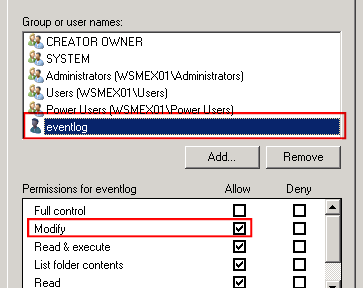 Group or user names:
CREATOR OWNER
SYSTEM
Administrators (WSMEX01\Administrators)
Users (WSMEX01\Users)
Power Users (WSMEX01\Power Users)
eventlog
Add... Remove
Permissions for eventlog Allow Deny
Full control
Modify
Read & execute
List folder contents
Read